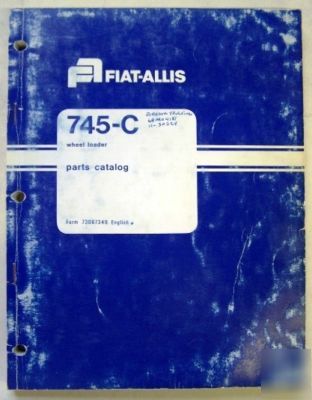 FIAT-ALLIS
745-C
wheel loader
parts catalog
Form 73067349 English